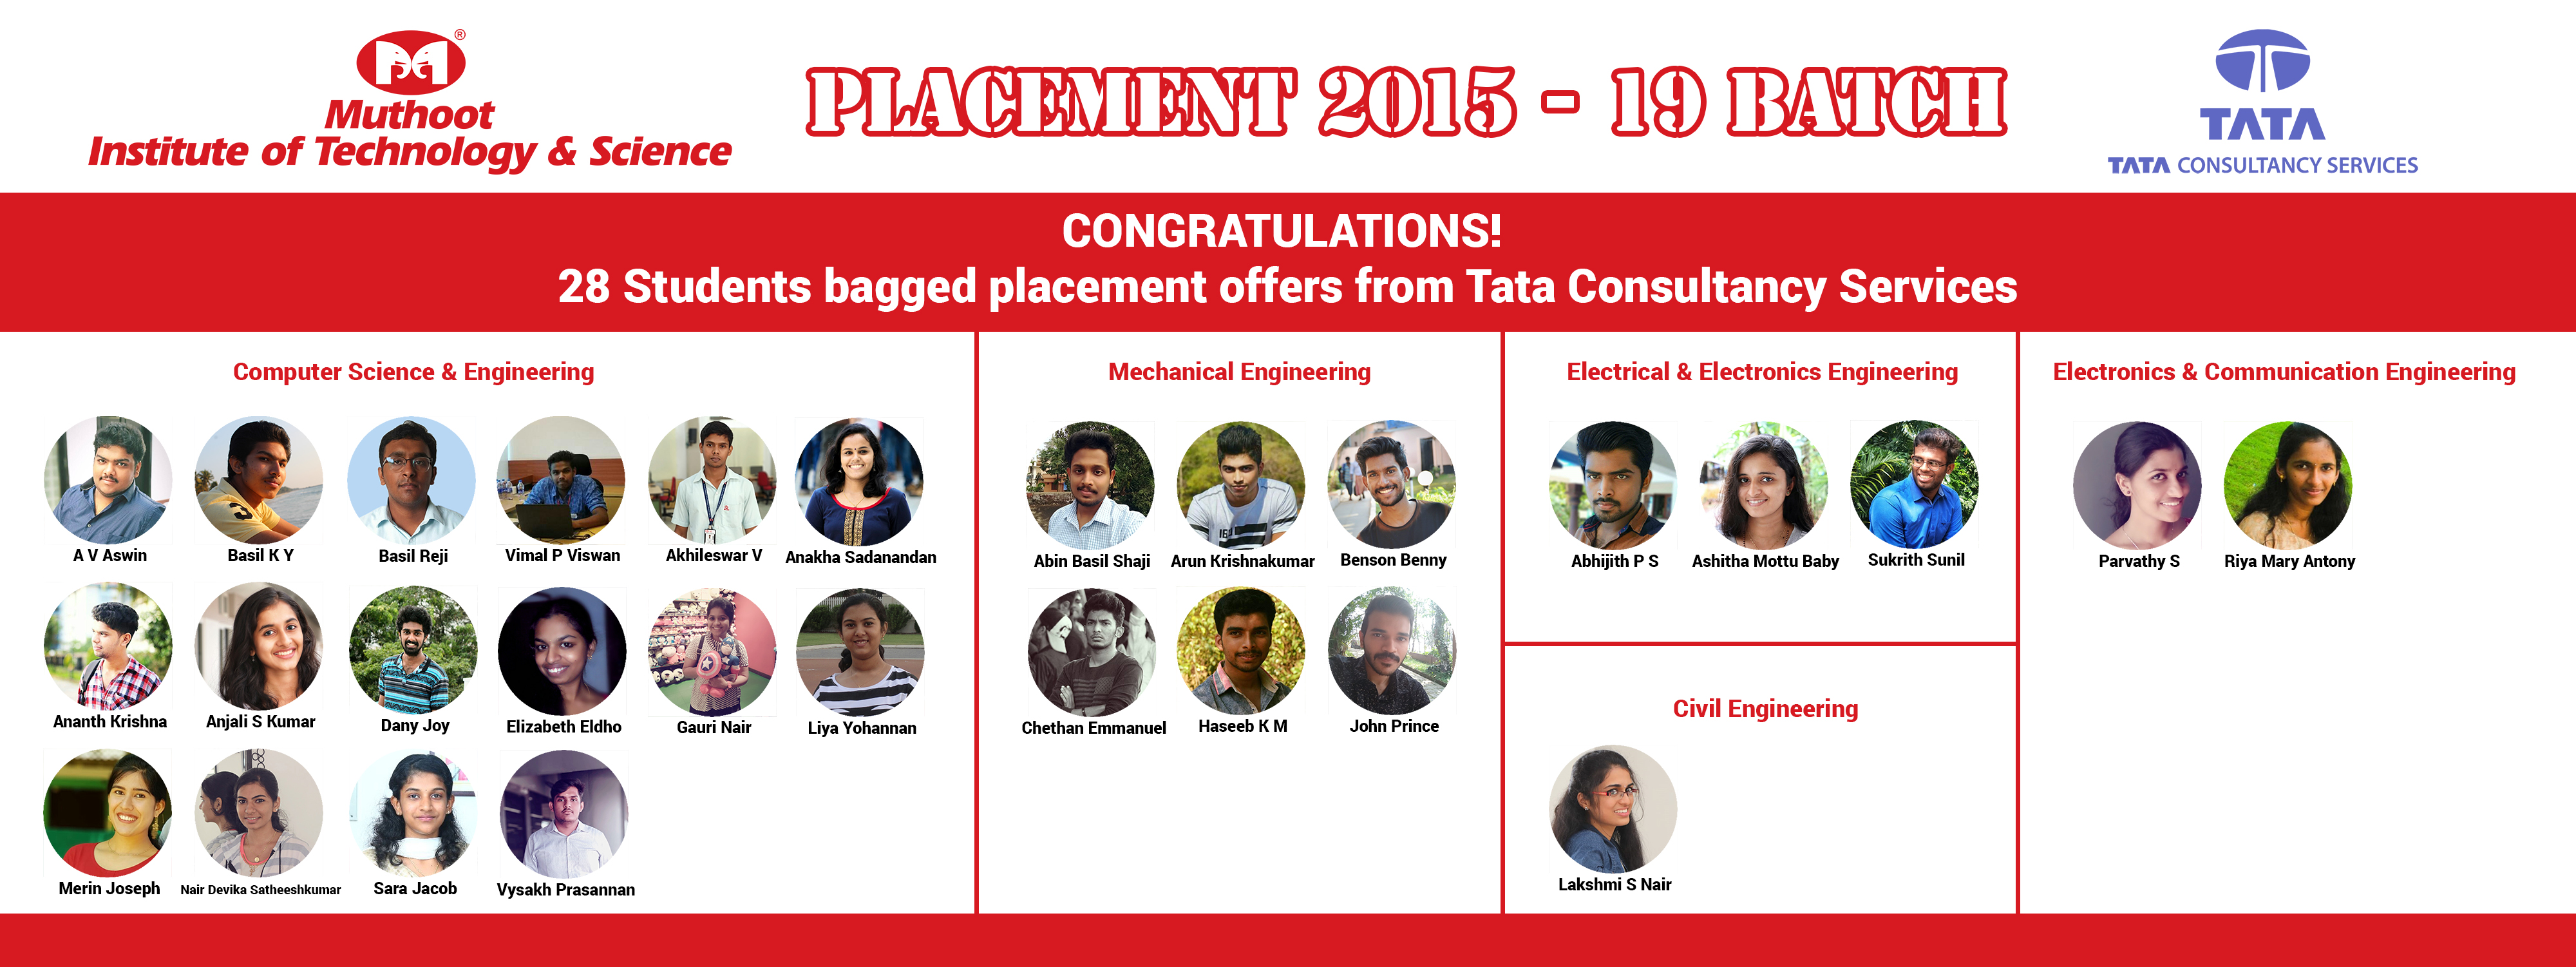 Muthoot
Institute of Technology & Science
PLACEMENT 2015 - 19 BATCH
TATA
TATA CONSULTANCY SERVICES
CONGRATULATIONS!
28 Students bagged placement offers from Tata Consultancy Services
Computer Science & Engineering
A V Aswin
Basil K Y
Basil Reji
Vimal P Viswan
Akhileswar V
Anakha Sadanandan
Ananth Krishna
Anjali S Kumar
Dany Joy
Elizabeth Eldho
Gauri Nair
Liya Yohannan
Merin Joseph
Nair Devika Satheeshkumar
Sara Jacob
Vysakh Prasannan
Mechanical Engineering
Abin Basil Shaji
Arun Krishnakumar
Benson Benny
Chethan Emmanuel
Haseeb K M
John Prince
Electrical & Electronics Engineering
Abhijith P S
Ashitha Mottu Baby
Sukrith Sunil
Civil Engineering
Lakshmi S Nair
Electronics & Communication Engineering
Parvathy S
Riya Mary Antony